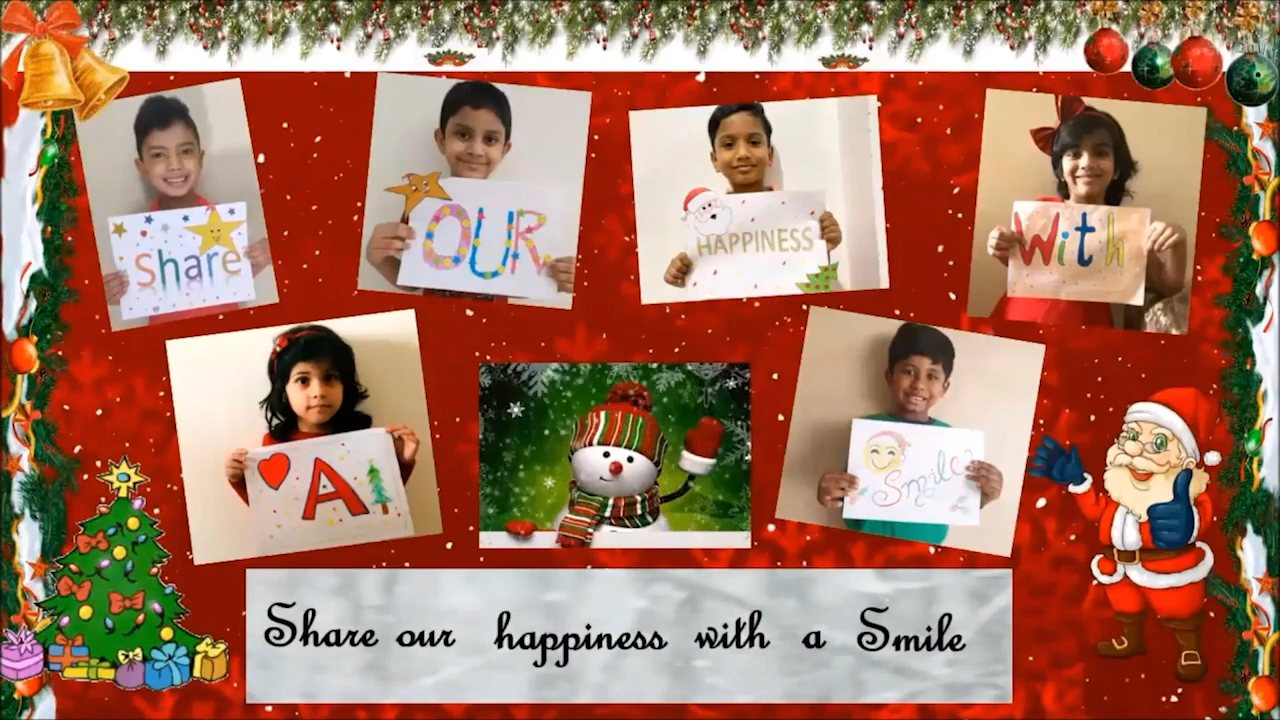 Share
OUR
HAPPINESS
With
A
Smile
Share our happiness with a Smile